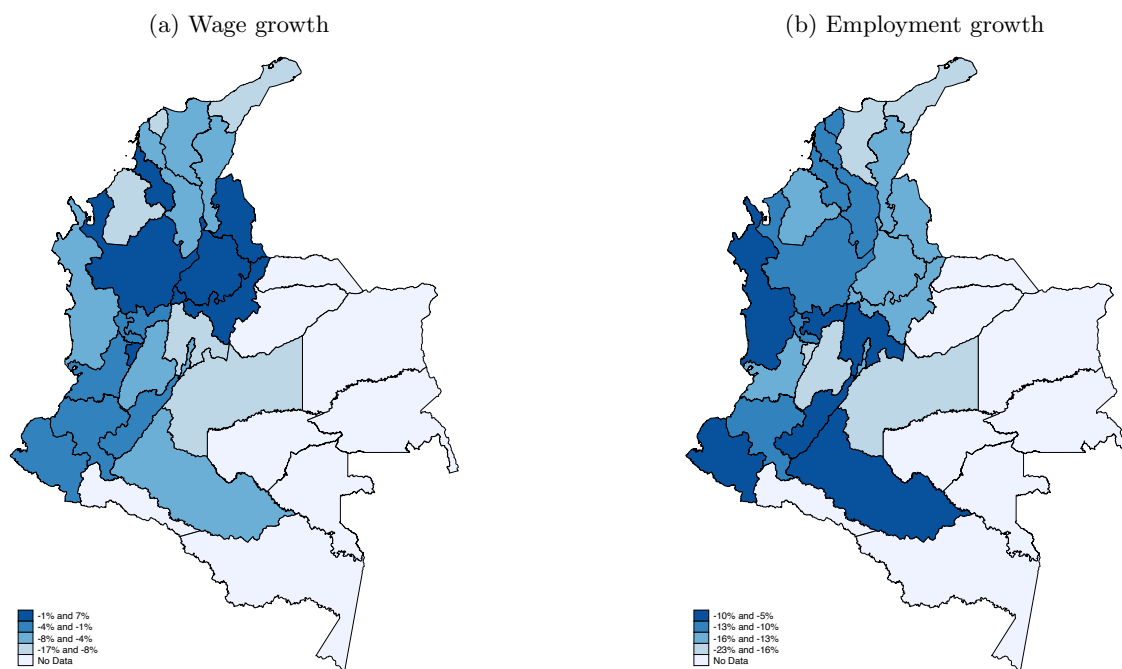 (a) Wage growth
(b) Employment growth
-1% and 7%
-4% and -1%
-8% and -4%
-17% and -8%
No Data
-10% and -5%
-13% and -10%
-16% and -13%
-23% and -16%
No Data